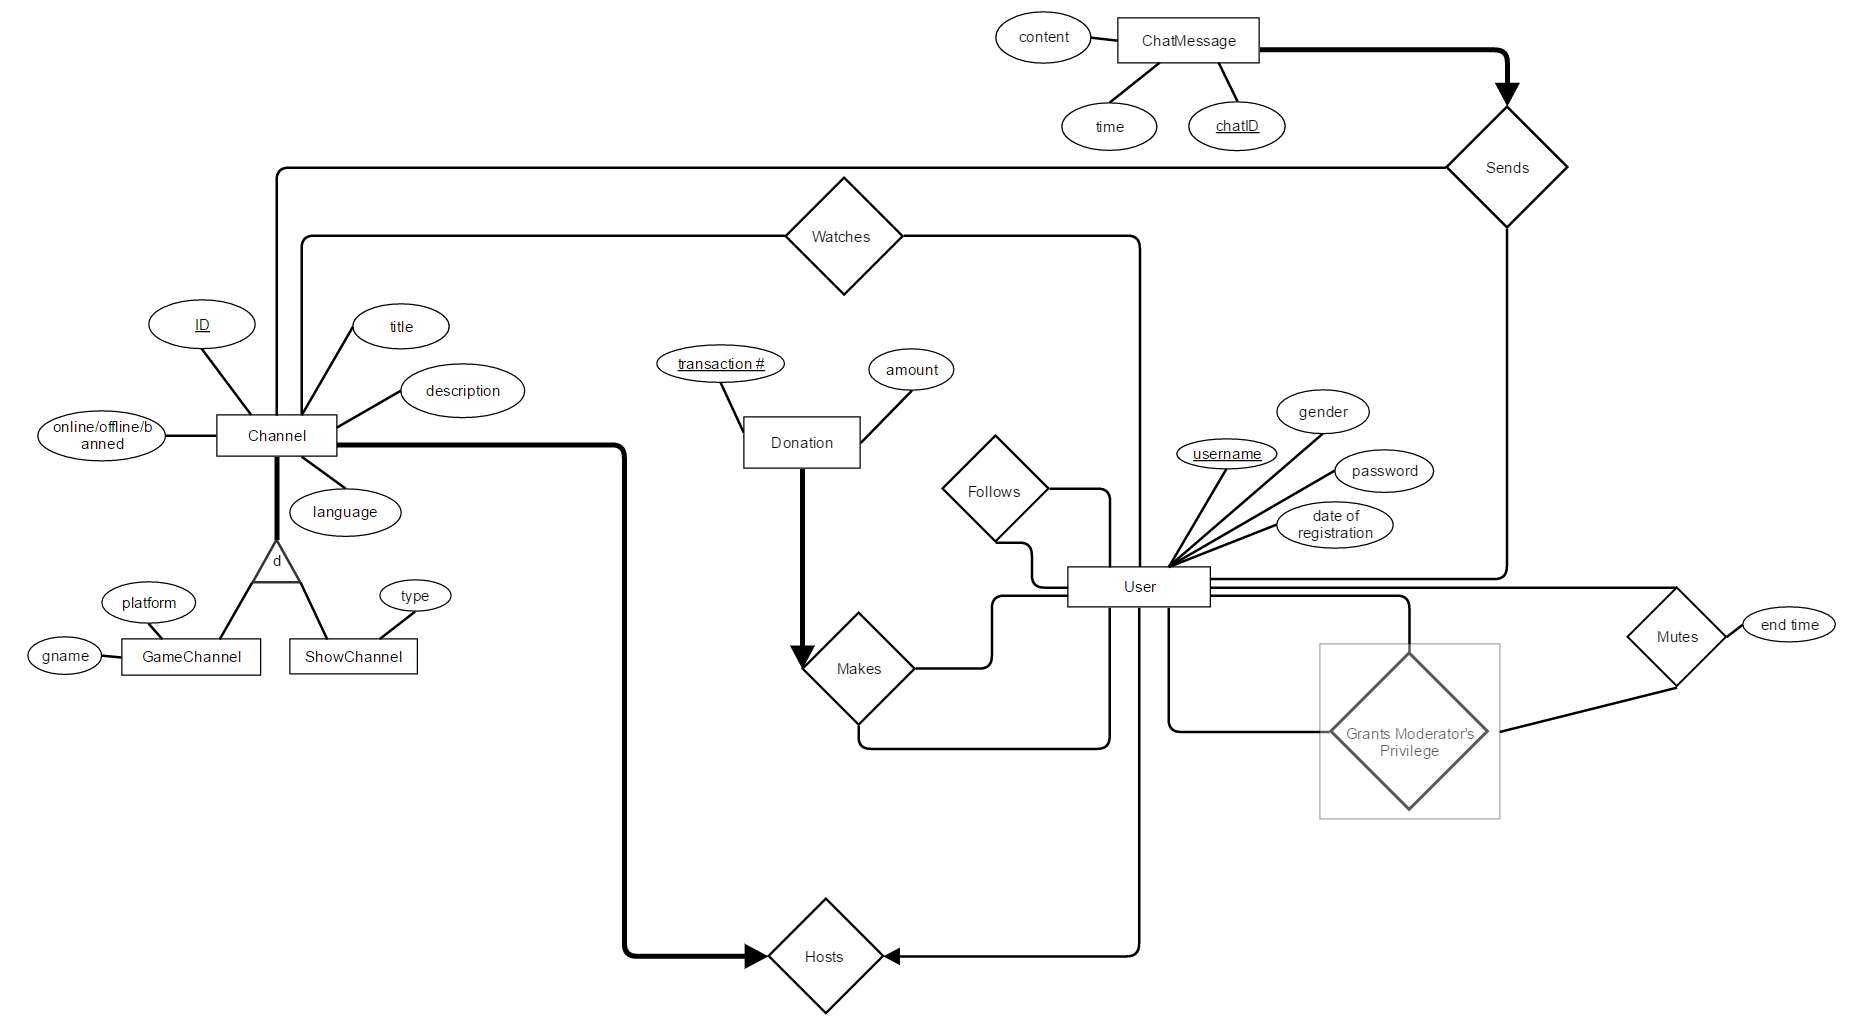 content
ChatMessage
time
chatID
Sends
Watches
ID
title
description
online/offline/b
anned
Channel
language
transaction #
amount
Donation
gender
username
password
date of
registration
Follows
d
User
platform
type
gname
GameChannel
ShowChannel
Makes
Mutes
end time
Grants Moderator's
Privilege
Hosts